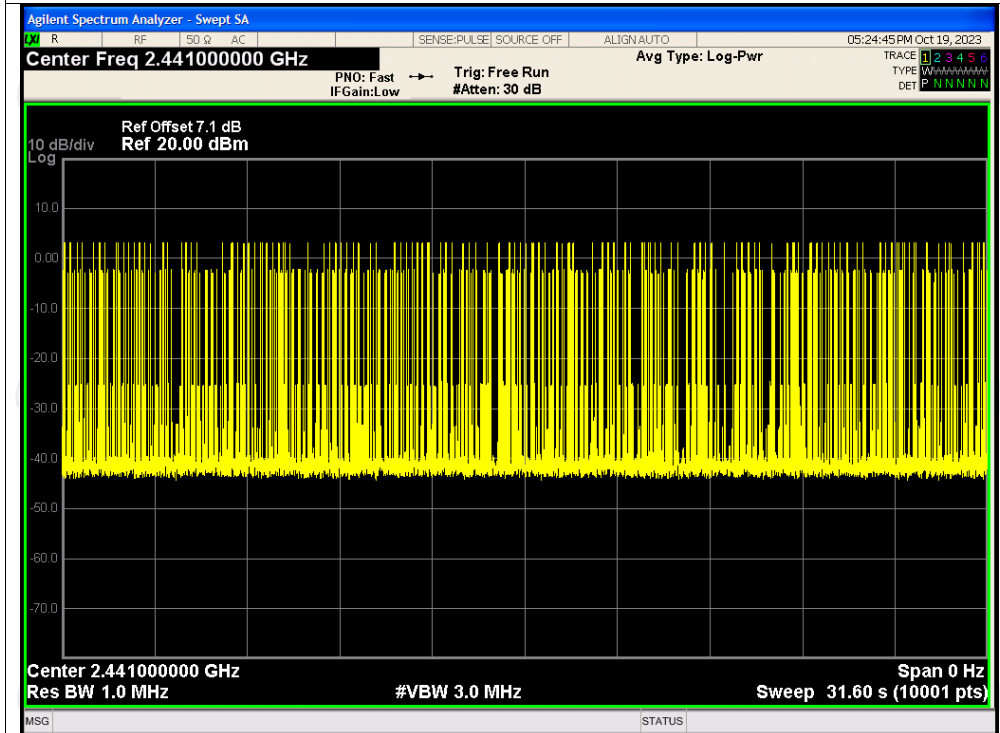 Agilent Spectrum Analyzer - Swept SA
LXI R RF 50 Ω AC SENSE:PULSE SOURCE OFF ALIGN AUTO 05:24:45 PM Oct 19, 2023
Center Freq 2.441000000 GHz Avg Type: Log-Pwr TRACE 1 2 3 4 5 6
PNO: Fast Trig: Free Run TYPE W
IFGain:Low #Atten: 30 dB DET P N N N N N
Ref Offset 7.1 dB
10 dB/div Ref 20.00 dBm
Log
10.0
0.00
-10.0
-20.0
-30.0
-40.0
-50.0
-60.0
-70.0
Center 2.441000000 GHz Span 0 Hz
Res BW 1.0 MHz #VBW 3.0 MHz Sweep 31.60 s (10001 pts)
MSG STATUS